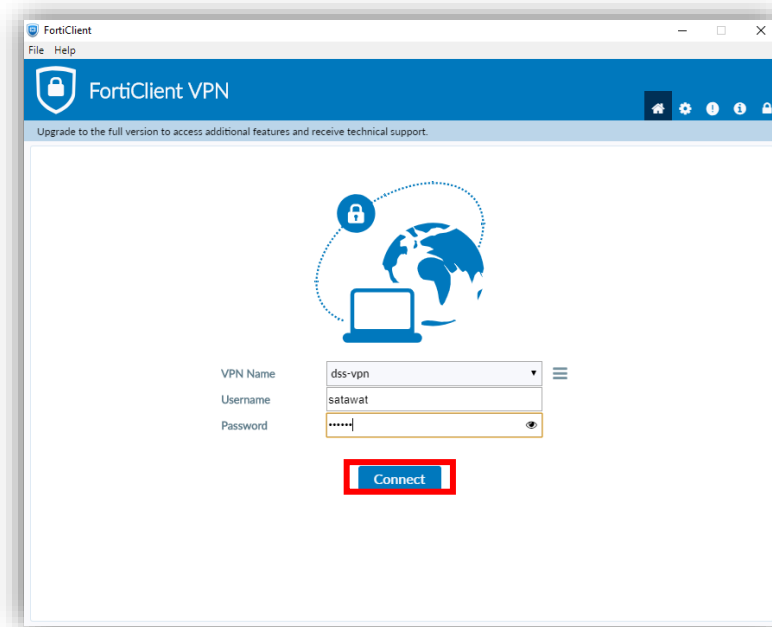 FortiClient
File Help
FortiClient VPN
Upgrade to the full version to access additional features and receive technical support.
VPN Name
dss-vpn
Username
satawat
Password
••••••
Connect